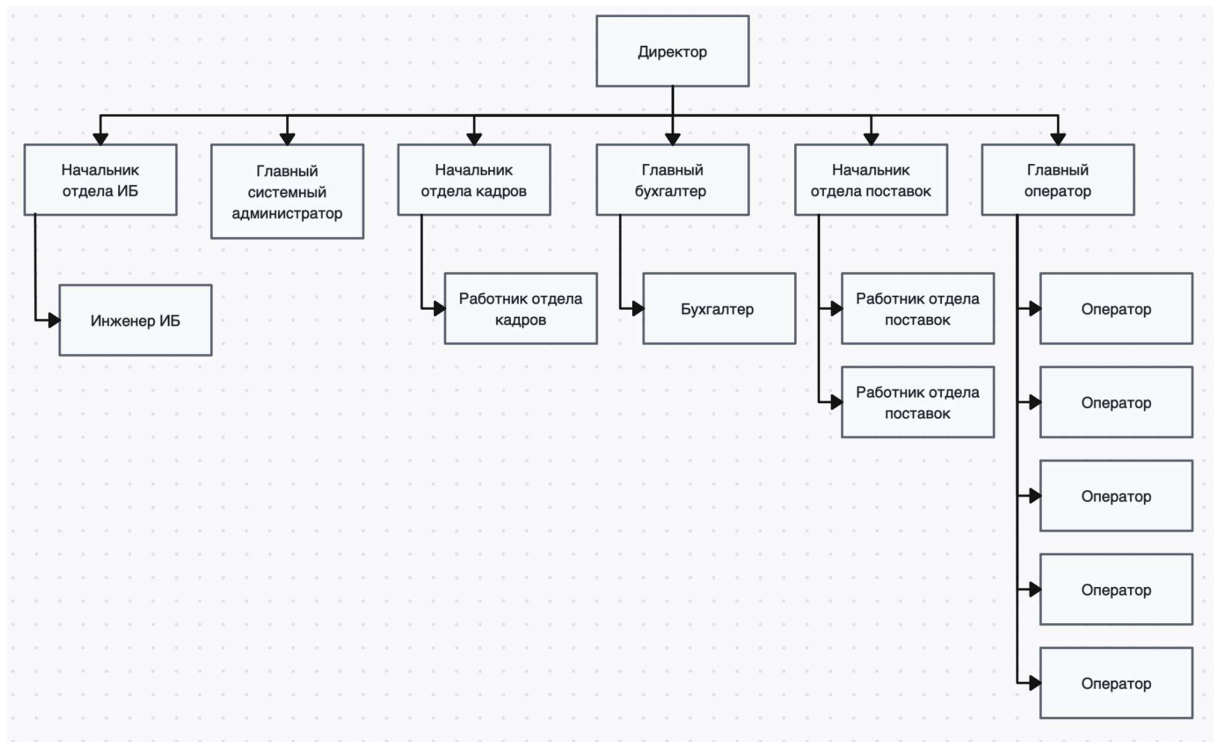 Директор
Начальник
отдела ИБ
Главный
системный
администратор
Начальник
отдела кадров
Главный
бухгалтер
Начальник
отдела поставок
Главный
оператор
Инженер ИБ
Работник отдела
кадров
Бухгалтер
Работник отдела
поставок
Работник отдела
поставок
Оператор
Оператор
Оператор
Оператор
Оператор